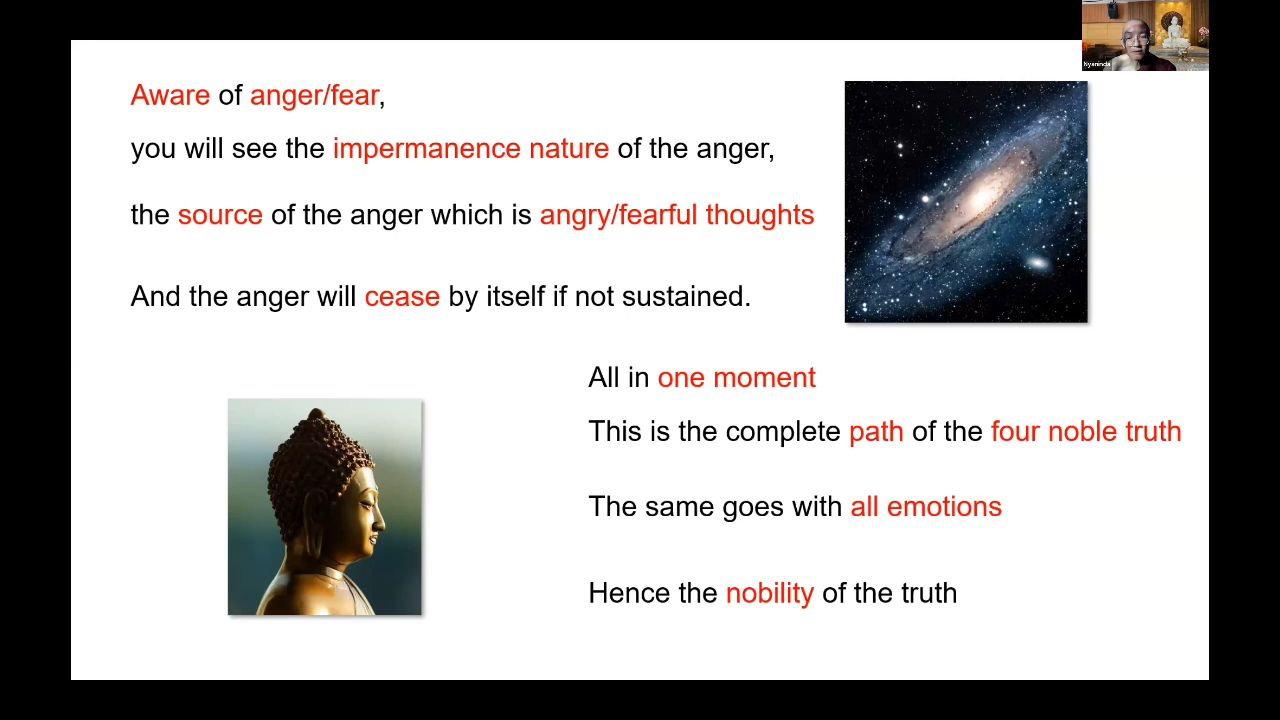 Nyaninda
Aware of anger/fear,
you will see the impermanence nature of the anger,
the source of the anger which is angry/fearful thoughts
And the anger will cease by itself if not sustained.
All in one moment
This is the complete path of the four noble truth
The same goes with all emotions
Hence the nobility of the truth